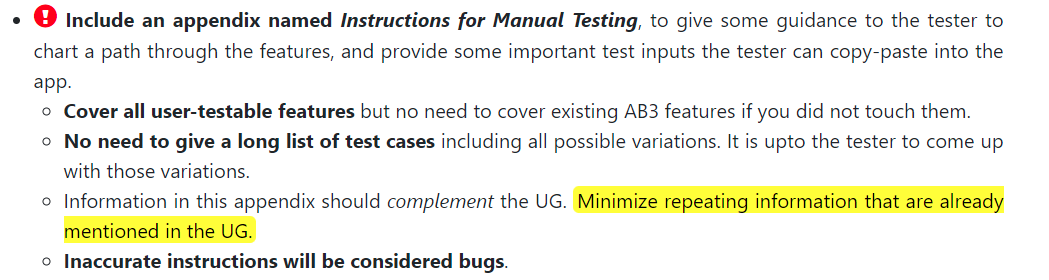 Include an appendix named Instructions for Manual Testing, to give some guidance to the tester to
chart a path through the features, and provide some important test inputs the tester can copy-paste into the
app.
Cover all user-testable features but no need to cover existing AB3 features if you did not touch them.
No need to give a long list of test cases including all possible variations. It is upto the tester to come up
with those variations.
Information in this appendix should complement the UG. Minimize repeating information that are already
mentioned in the UG.
Inaccurate instructions will be considered bugs.